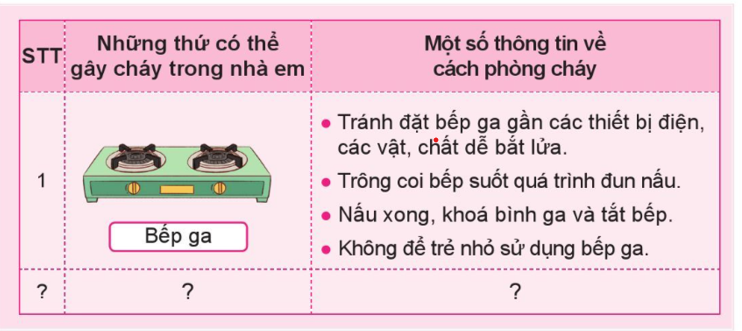 STT
Những thứ có thể
gây cháy trong nhà em
Một số thông tin về
cách phòng cháy
1
Bếp ga
• Tránh đặt bếp ga gần các thiết bị điện,
các vật, chất dễ bắt lửa.
• Trông coi bếp suốt quá trình đun nấu.
• Nấu xong, khoá bình ga và tắt bếp.
• Không để trẻ nhỏ sử dụng bếp ga.
?
?
?